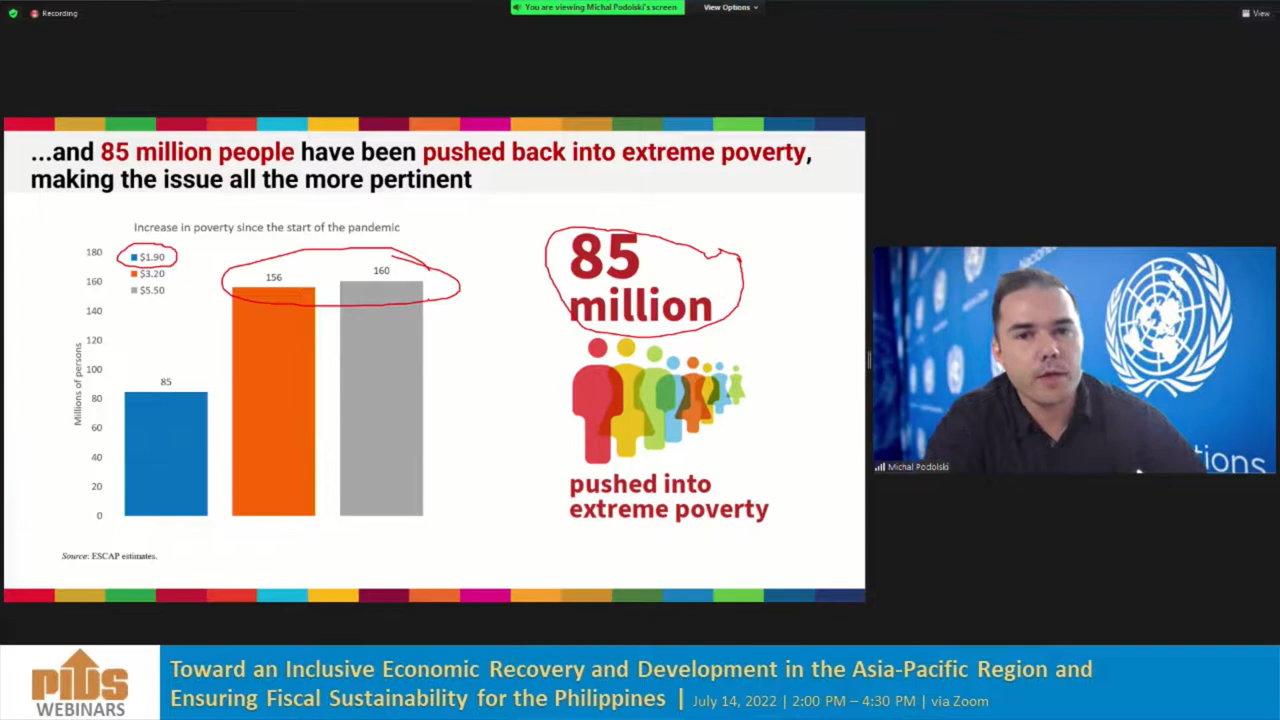 Recording
You are viewing Michal Podolski's screen
View Options
View
...and 85 million people have been pushed back into extreme poverty,
making the issue all the more pertinent
Increase in poverty since the start of the pandemic
180
160
140
120
100
80
60
40
20
0
Millions of persons
$1.90
$3.20
$5.50
85
156
160
Source: ESCAP estimates.
85
million
pushed into
extreme poverty
Michal Podolski
PIDS
WEBINARS
Toward an Inclusive Economic Recovery and Development in the Asia-Pacific Region and
Ensuring Fiscal Sustainability for the Philippines | July 14, 2022 | 2:00 PM – 4:30 PM | via Zoom